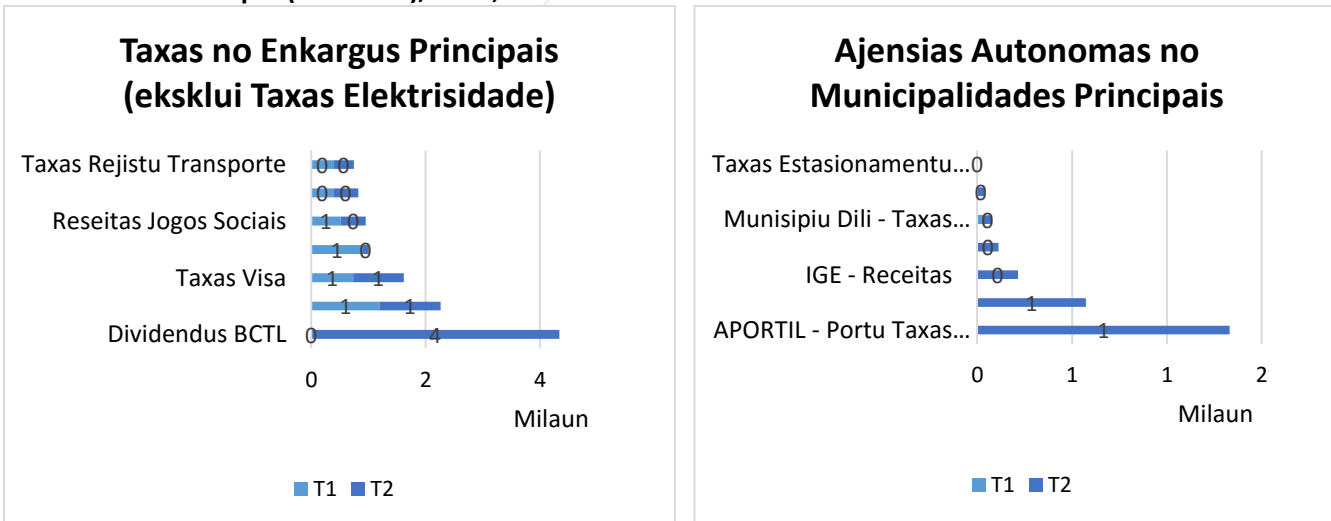 Taxas no Enkargus Principais
(eksklui Taxas Elektrisidade)
Taxas Rejistu Transporte
0 0
0 0
Reseitas Jogos Sociais
1 0
1 0
Taxas Visa
1 1
1 1
Dividendus BCTL
0 4
0 2 4
Milaun
T1 T2
Ajensias Autonomas no
Municipalidades Principais
Taxas Estasionamentu...
0
0
Munisipiu Dili - Taxas...
0
0
IGE - Receitas
0
1
APORTIL - Portu Taxas...
1
0 1 1 2
Milaun
T1 T2